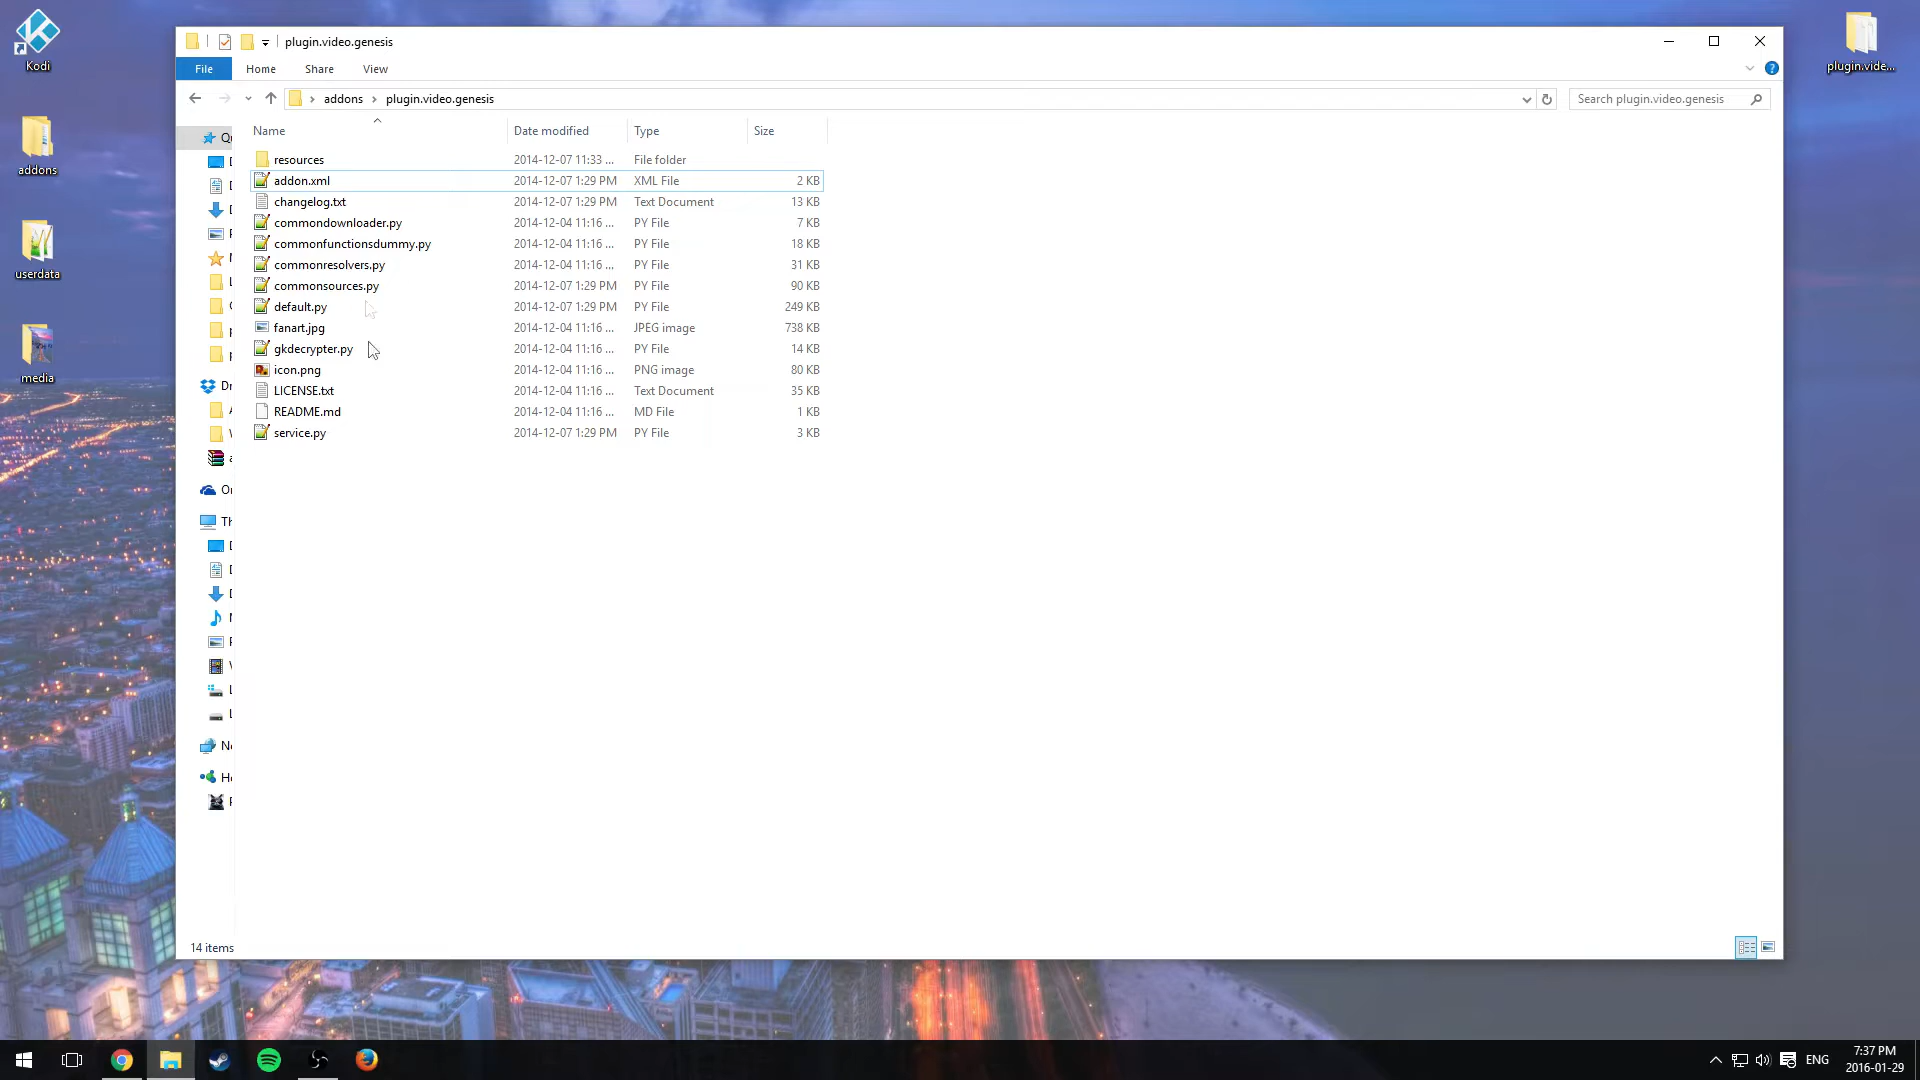 Kodi
addons
userdata
media
plugin.vide...
plugin.video.genesis
File Home Share View
addons plugin.video.genesis
Search plugin.video.genesis
Name Date modified Type Size
resources 2014-12-07 11:33 ... File folder
addon.xml 2014-12-07 1:29 PM XML File 2 KB
changelog.txt 2014-12-07 1:29 PM Text Document 13 KB
commondownloader.py 2014-12-04 11:16 ... PY File 7 KB
commonfunctionsdummy.py 2014-12-04 11:16 ... PY File 18 KB
commonresolvers.py 2014-12-04 11:16 ... PY File 31 KB
commonsources.py 2014-12-07 1:29 PM PY File 90 KB
default.py 2014-12-07 1:29 PM PY File 249 KB
fanart.jpg 2014-12-04 11:16 ... JPEG image 738 KB
gkdecrypter.py 2014-12-04 11:16 ... PY File 14 KB
icon.png 2014-12-04 11:16 ... PNG image 80 KB
LICENSE.txt 2014-12-04 11:16 ... Text Document 35 KB
README.md 2014-12-04 11:16 ... MD File 1 KB
service.py 2014-12-07 1:29 PM PY File 3 KB
14 items
ENG
7:37 PM
2016-01-29